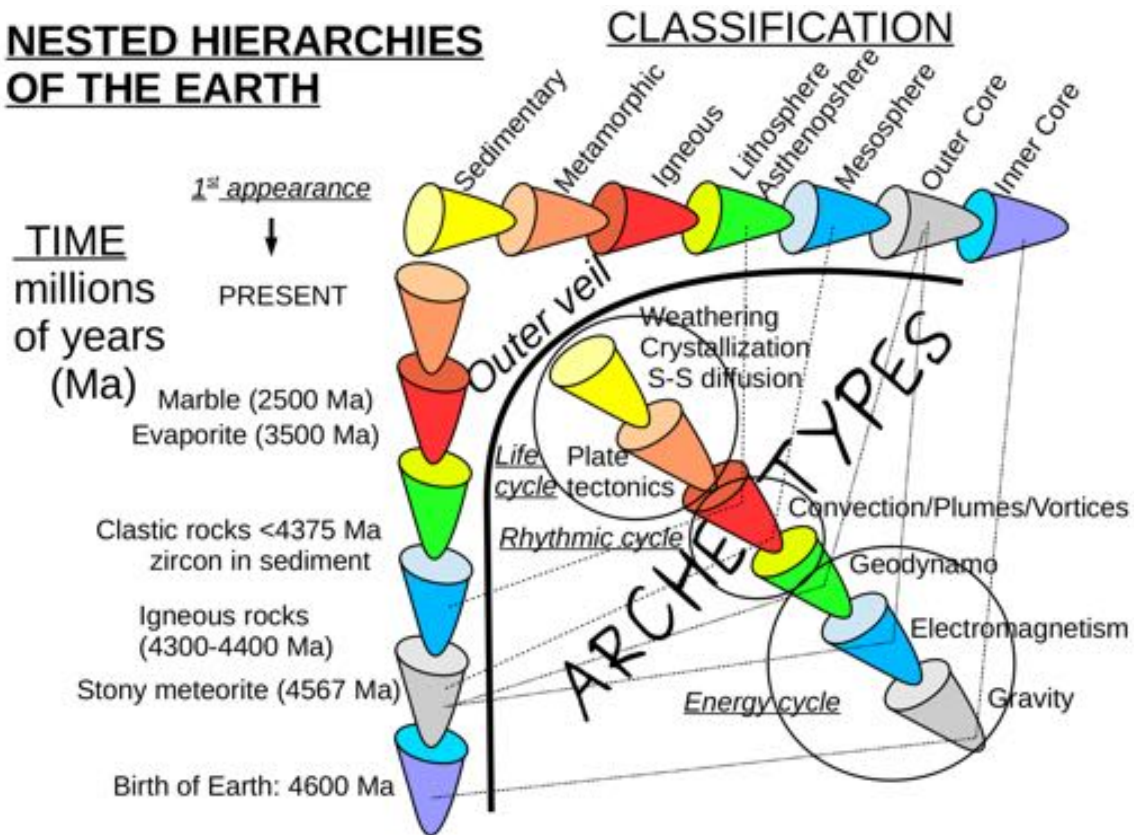 NESTED HIERARCHIES
OF THE EARTH
CLASSIFICATION
Sedimentary
Metamorphic
Igneous
Lithosphere
Asthenopshere
Mesosphere
Outer Core
Inner Core
1st appearance
TIME
millions
of years
(Ma)
PRESENT
Marble (2500 Ma)
Evaporite (3500 Ma)
Clastic rocks <4375 Ma
zircon in sediment
Igneous rocks
(4300-4400 Ma)
Stony meteorite (4567 Ma)
Birth of Earth: 4600 Ma
Outer veil
ARCHETYPES
Weathering
Crystallization
S-S diffusion
Life
cycle
Plate
tectonics
Rhythmic cycle
Convection/Plumes/Vortices
Geodynamo
Electromagnetism
Energy cycle
Gravity